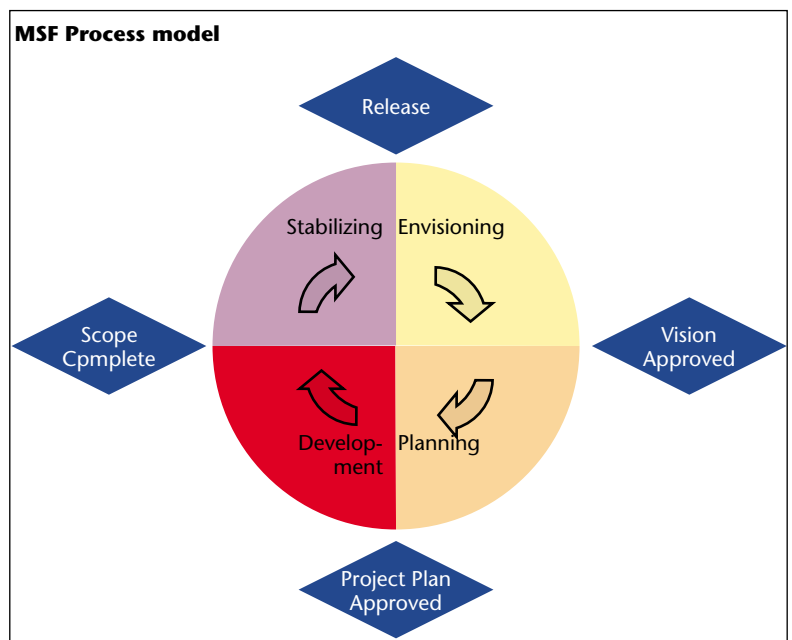 MSF Process model
Release
Stabilizing
Envisioning
Scope
Cpmplete
Vision
Approved
Develop-
ment
Planning
Project Plan
Approved